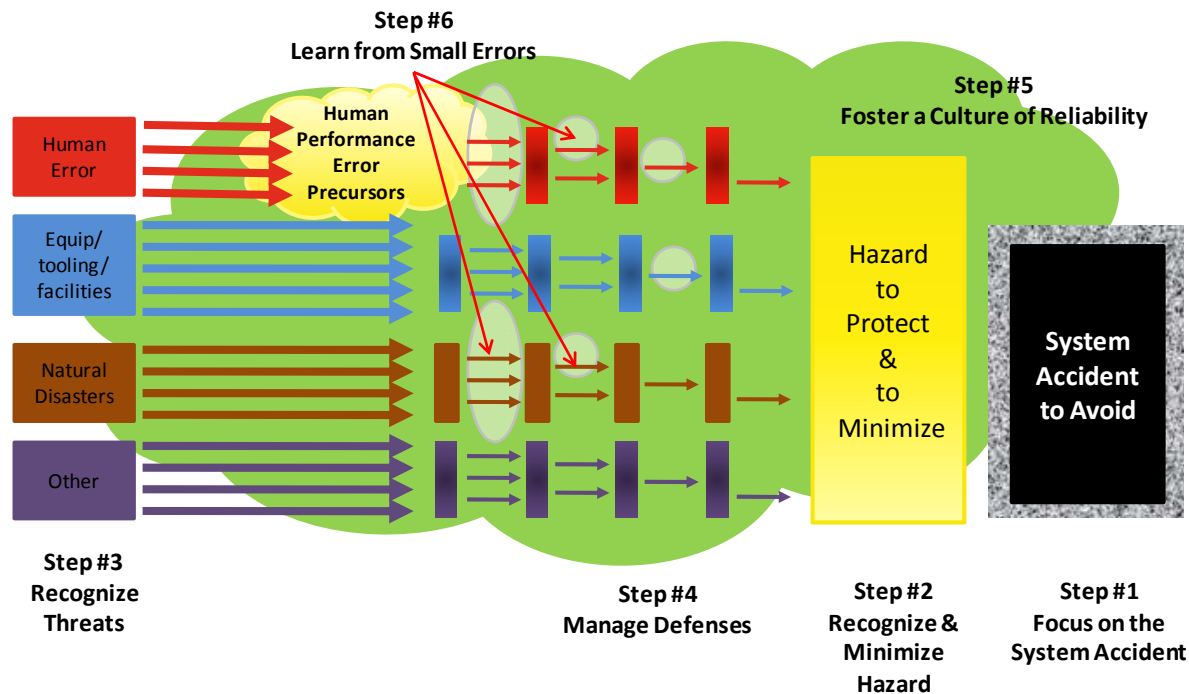 Step #6
Learn from Small Errors
Step #5
Foster a Culture of Reliability
Human
Error
Human
Performance
Error
Precursors
Equip/
tooling/
facilities
Natural
Disasters
Other
Hazard
to
Protect
&
to
Minimize
System
Accident
to Avoid
Step #3
Recognize
Threats
Step #4
Manage Defenses
Step #2
Recognize &
Minimize
Hazard
Step #1
Focus on the
System Accident